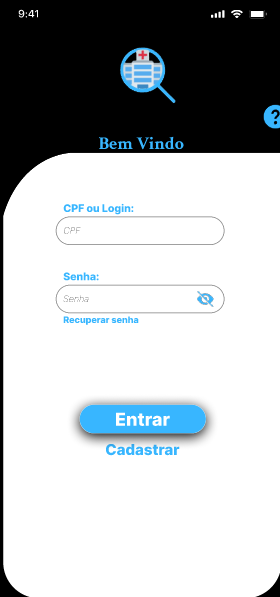 9:41
?
Bem Vindo
CPF ou Login:
CPF
Senha:
Senha
Recuperar senha
Entrar
Cadastrar